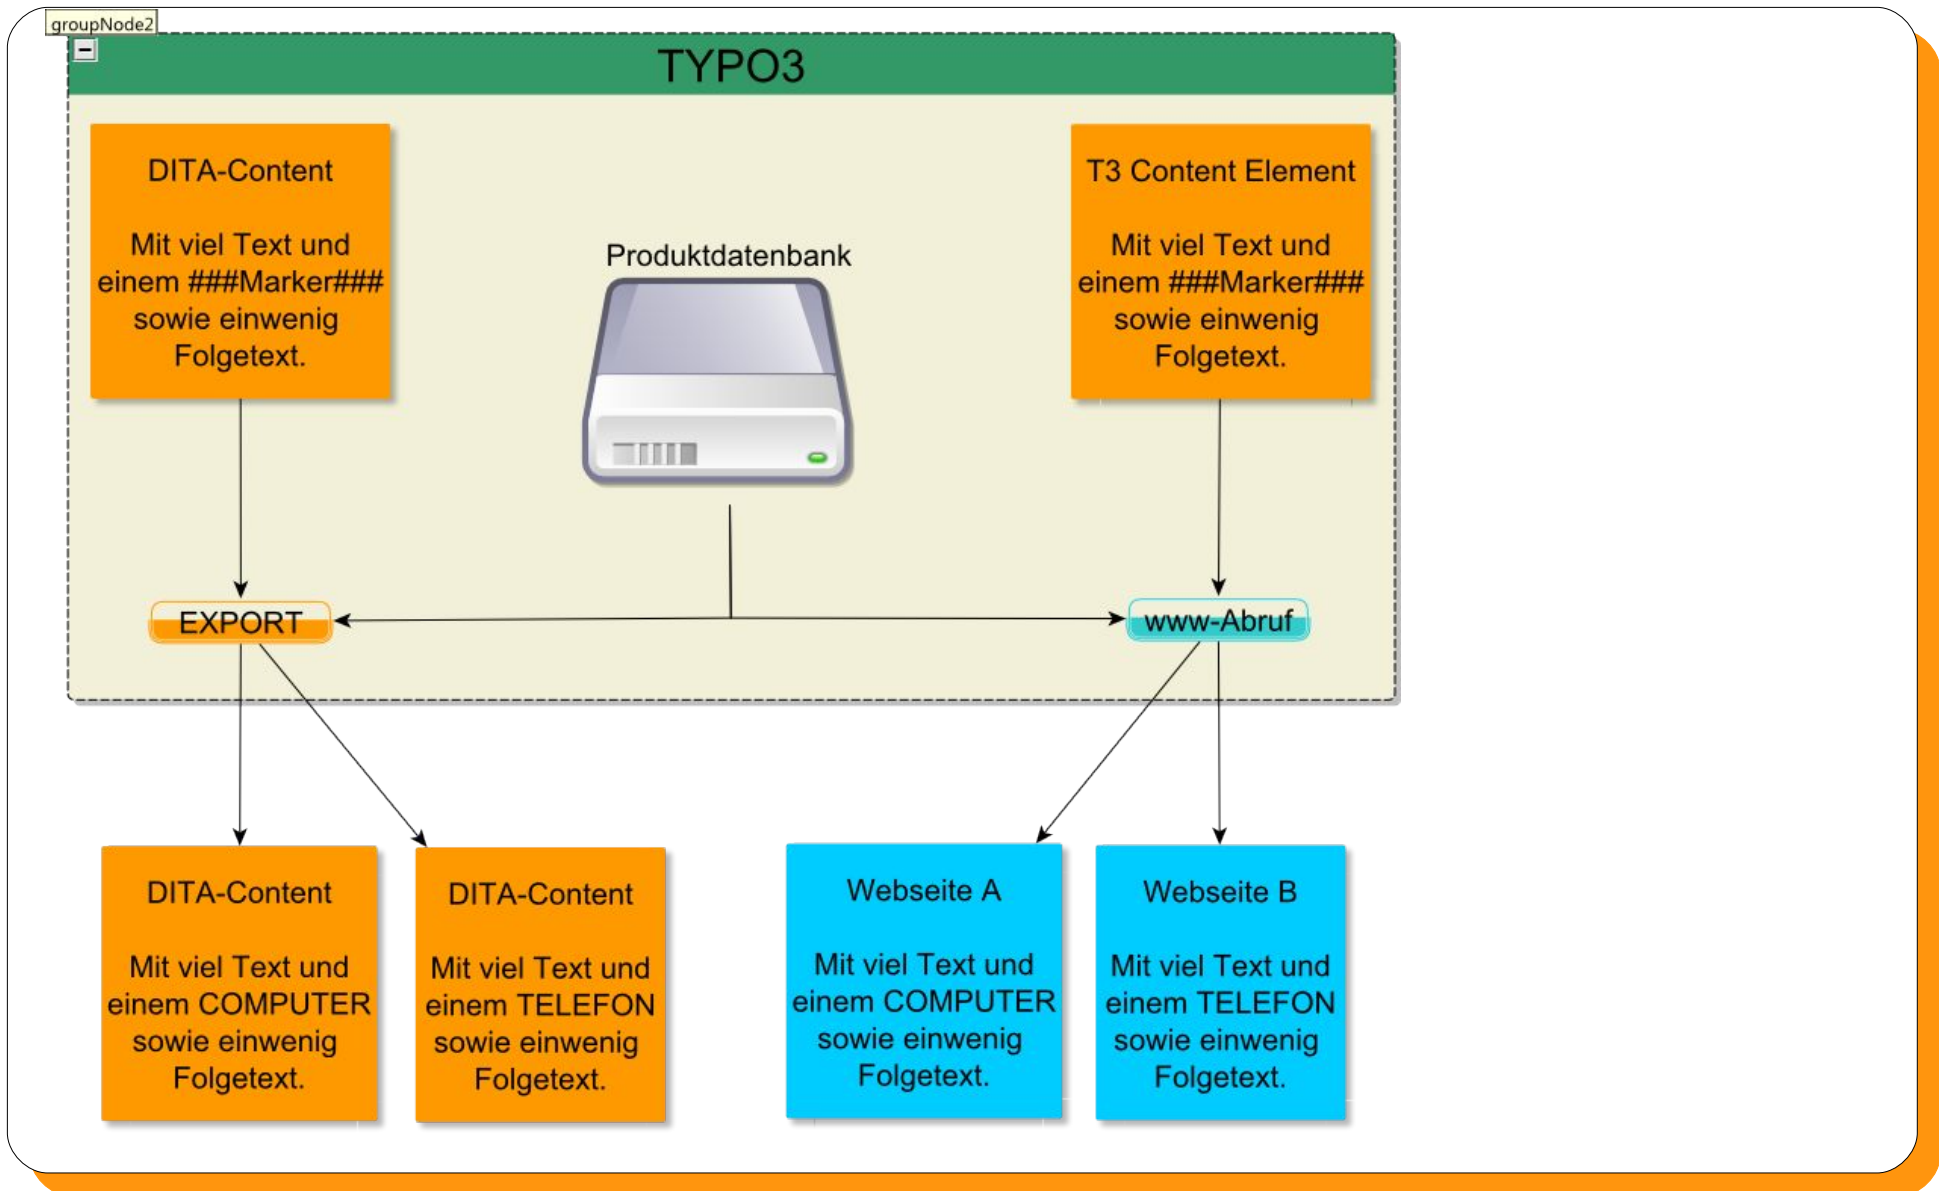 groupNode2
TYPO3
DITA-Content
Mit viel Text und
einem ###Marker###
sowie einwenig
Folgetext.
Produktdatenbank
T3 Content Element
Mit viel Text und
einem ###Marker###
sowie einwenig
Folgetext.
EXPORT
www-Abruf
DITA-Content
Mit viel Text und
einem COMPUTER
sowie einwenig
Folgetext.
DITA-Content
Mit viel Text und
einem TELEFON
sowie einwenig
Folgetext.
Webseite A
Mit viel Text und
einem COMPUTER
sowie einwenig
Folgetext.
Webseite B
Mit viel Text und
einem TELEFON
sowie einwenig
Folgetext.